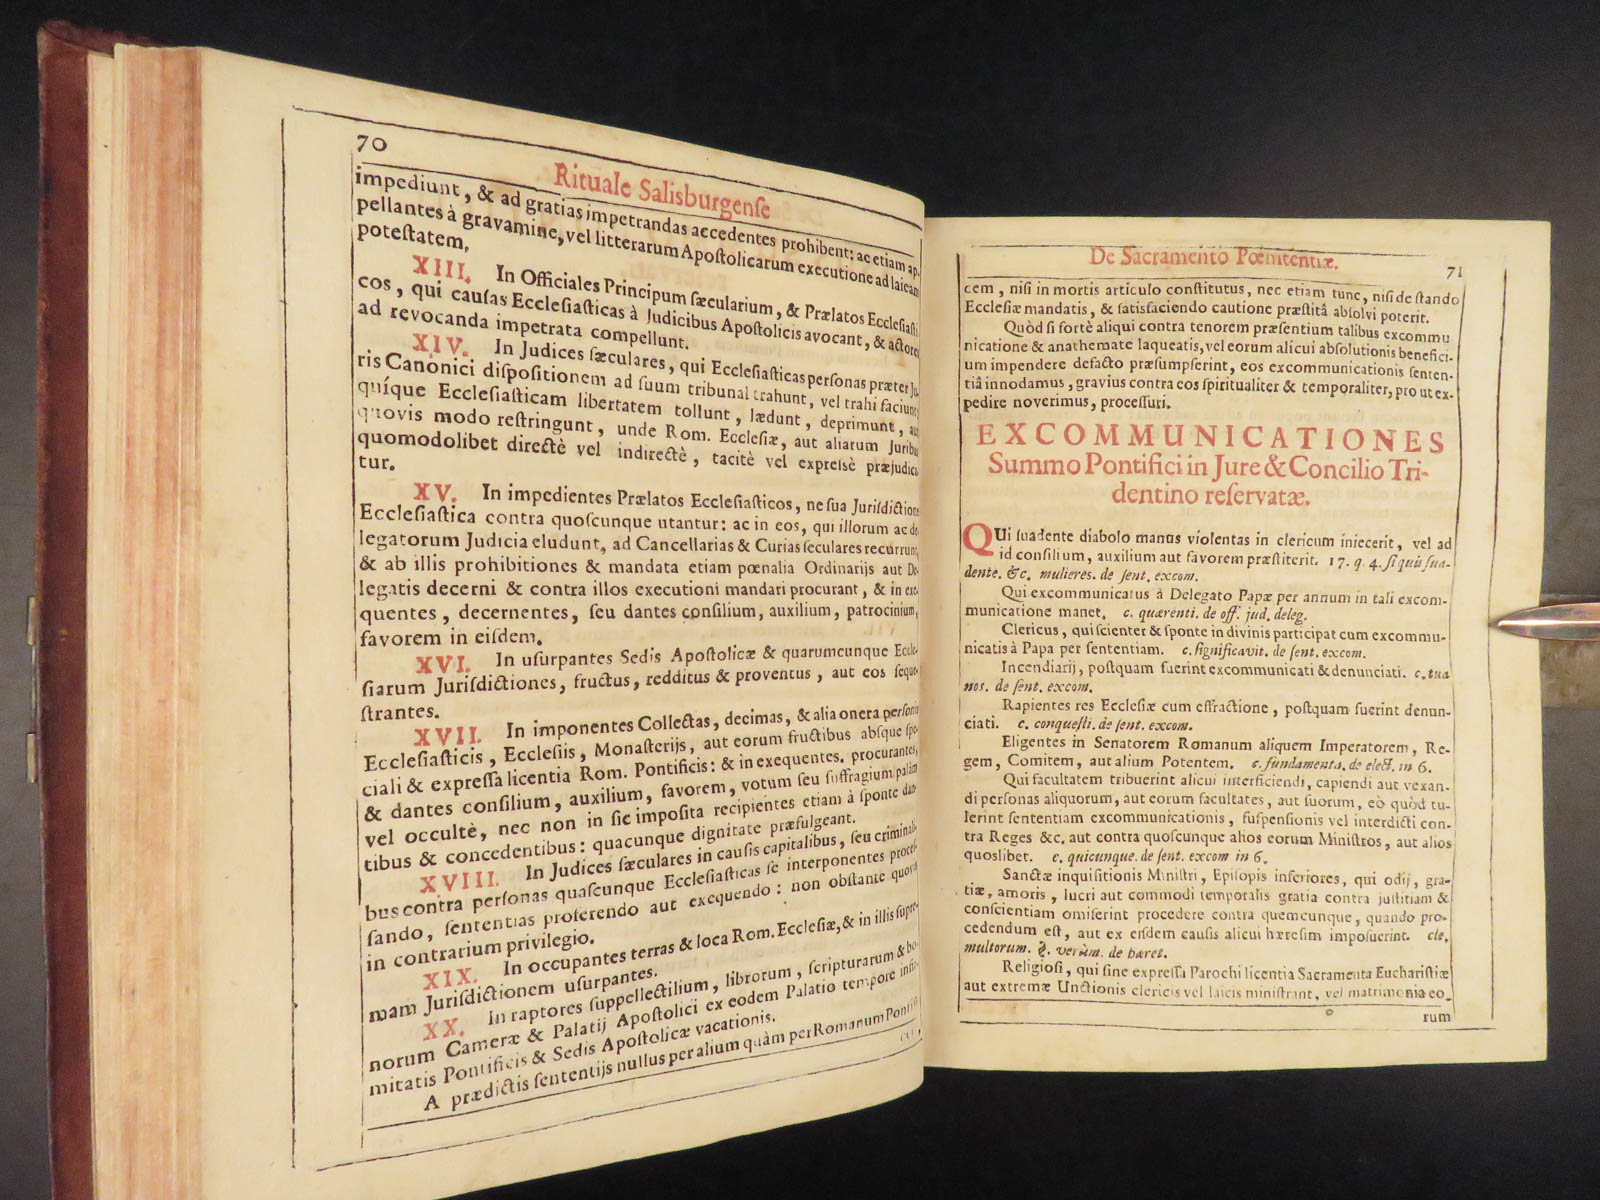 70
Rituale Salisburgenſe
impediunt, & ad gratias impetrandas accedentes prohibent: ac etiam ap-
pellantes à gravamine, vel litterarum Apoſtolicarum executione ad laicam
poteſtatem.
XIII. In Officiales Principum ſæcularium, & Prælatos Eccleſiaſti-
cos, qui cauſas Eccleſiaſticas à Judicibus Apoſtolicis avocant, & actores
ad revocanda impetrata compellunt.
XIV. In Judices ſæculares, qui Eccleſiaſticas perſonas præter Ju-
ris Canonici diſpoſitionem ad ſuum tribunal trahunt, vel trahi faciunt,
quíque Eccleſiaſticam libertatem tollunt, lædunt, deprimunt, aut
quovis modo reſtringunt, unde Rom. Eccleſiæ, aut aliarum Juribus
quomodolibet directè vel indirectè, tacitè vel expreſsè præjudica-
tur.
XV. In impedientes Prælatos Eccleſiaſticos, ne ſua Juriſdictione
Eccleſiaſtica contra quoſcunque utantur: ac in eos, qui illorum ac de-
legatorum Judicia eludunt, ad Cancellarias & Curias ſeculares recurrunt,
& ab illis prohibitiones & mandata etiam pœnalia Ordinarijs aut De-
legatis decerni & contra illos executioni mandari procurant, & in exe-
quentes, decernentes, ſeu dantes conſilium, auxilium, patrocinium,
favorem in eiſdem.
XVI. In uſurpantes Sedis Apoſtolicæ & quarumcunque Eccle-
ſiarum Juriſdictiones, fructus, redditus & proventus, aut eos ſeque-
ſtrantes.
XVII. In imponentes Collectas, decimas, & alia onera perſonis
Eccleſiaſticis, Eccleſiis, Monaſterijs, aut eorum fructibus absque ſpe-
ciali & expreſſa licentia Rom. Pontificis: & in exequentes, procurantes,
& dantes conſilium, auxilium, favorem, votum ſeu ſuffragium palàm
vel occultè, nec non in ſic impoſita recipientes etiam à ſponte dan-
tibus & concedentibus: quacunque dignitate præfulgeant.
XVIII. In Judices ſæculares in cauſis capitalibus, ſeu criminali-
bus contra perſonas quaſcunque Eccleſiaſticas ſe interponentes proceſ-
ſando, ſententias proferendo aut exequendo: non obſtante quovis
in contrarium privilegio.
XIX. In occupantes terras & loca Rom. Eccleſiæ, & in illis ſupre-
mam Juriſdictionem uſurpantes.
XX. In raptores ſuppellectilium, librorum, ſcripturarum & bo-
norum Cameræ & Palatij Apoſtolici ex eodem Palatio tempore infir-
mitatis Pontificis & Sedis Apoſtolicæ vacationis.
A prædictis ſententijs nullus per alium quàm per Romanum Pontifi-
De Sacramento Pœnitentiæ.
71
cem, niſi in mortis articulo conſtitutus, nec etiam tunc, niſi de ſtando
Eccleſiæ mandatis, & ſatisfaciendo cautione præſtitâ abſolvi poterit.
Quòd ſi fortè aliqui contra tenorem præſentium talibus excommu
nicatione & anathemate laqueatis, vel eorum alicui abſolutionis benefici-
um impendere defacto præſumpſerint, eos excommunicationis ſenten-
tiâ innodamus, gravius contra eos ſpiritualiter & temporaliter, pro ut ex-
pedire noverimus, proceſſuri.
EXCOMMUNICATIONES
Summo Pontifici in Jure & Concilio Tri-
dentino reſervatæ.
QUi ſuadente diabolo manus violentas in clericum iniecerit, vel ad
id conſilium, auxilium aut favorem præſtiterit. 17. q. 4. ſi quis ſua-
dente. &c. mulieres. de ſent. excom.
Qui excommunicatus à Delegato Papæ per annum in tali excom-
municatione manet. c. quærenti. de off. jud. deleg.
Clericus, qui ſcienter & ſponte in divinis participat cum excommu-
nicatis à Papa per ſententiam. c. ſignificavit. de ſent. excom.
Incendiarij, poſtquam fuerint excommunicati & denunciati. c. tua
nos. de ſent. excom.
Rapientes res Eccleſiæ cum effractione, poſtquam fuerint denun-
ciati. c. conqueſti. de ſent. excom.
Eligentes in Senatorem Romanum aliquem Imperatorem, Re-
gem, Comitem, aut alium Potentem. c. fundamenta. de elect. in 6.
Qui facultatem tribuerint alicui interficiendi, capiendi aut vexan-
di perſonas aliquorum, aut eorum facultates, aut ſuorum, eò quòd tu-
lerint ſententiam excommunicationis, ſuſpenſionis vel interdicti con-
tra Reges &c. aut contra quoſcunque alios eorum Miniſtros, aut alios
quoslibet. c. quicunque. de ſent. excom in 6.
Sanctæ inquiſitionis Miniſtri, Epiſopis inferiores, qui odij, gra-
tiæ, amoris, lucri aut commodi temporalis gratia contra juſtitiam &
conſcientiam omiſerint procedere contra quemcunque, quando pro-
cedendum eſt, aut ex eiſdem cauſis alicui hæreſim impoſuerint. cle.
multorum. §. verùm. de hæret.
Religioſi, qui ſine expreſſa Parochi licentia Sacramenta Euchariſtiæ
aut extremæ Unctionis clericis vel laicis miniſtrant, vel matrimonia eo-
rum